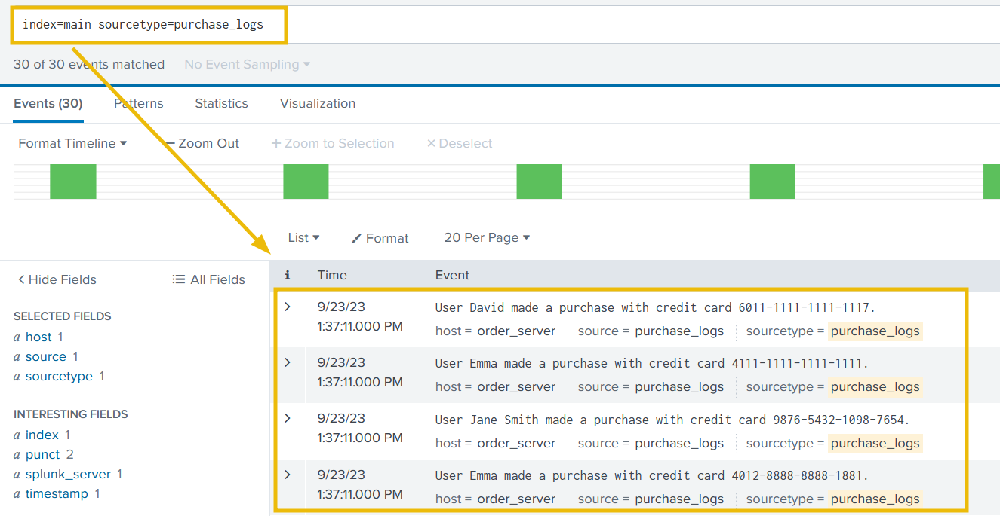 index=main sourcetype=purchase_logs
30 of 30 events matched No Event Sampling
Events (30) Patterns Statistics Visualization
Format Timeline — Zoom Out + Zoom to Selection × Deselect
List Format 20 Per Page
< Hide Fields All Fields
SELECTED FIELDS
a host 1
a source 1
a sourcetype 1
INTERESTING FIELDS
a index 1
a punct 2
a splunk_server 1
a timestamp 1
i Time Event
> 9/23/23 User David made a purchase with credit card 6011-1111-1111-1117.
1:37:11.000 PM host = order_server source = purchase_logs sourcetype = purchase_logs
> 9/23/23 User Emma made a purchase with credit card 4111-1111-1111-1111.
1:37:11.000 PM host = order_server source = purchase_logs sourcetype = purchase_logs
> 9/23/23 User Jane Smith made a purchase with credit card 9876-5432-1098-7654.
1:37:11.000 PM host = order_server source = purchase_logs sourcetype = purchase_logs
> 9/23/23 User Emma made a purchase with credit card 4012-8888-8888-1881.
1:37:11.000 PM host = order_server source = purchase_logs sourcetype = purchase_logs